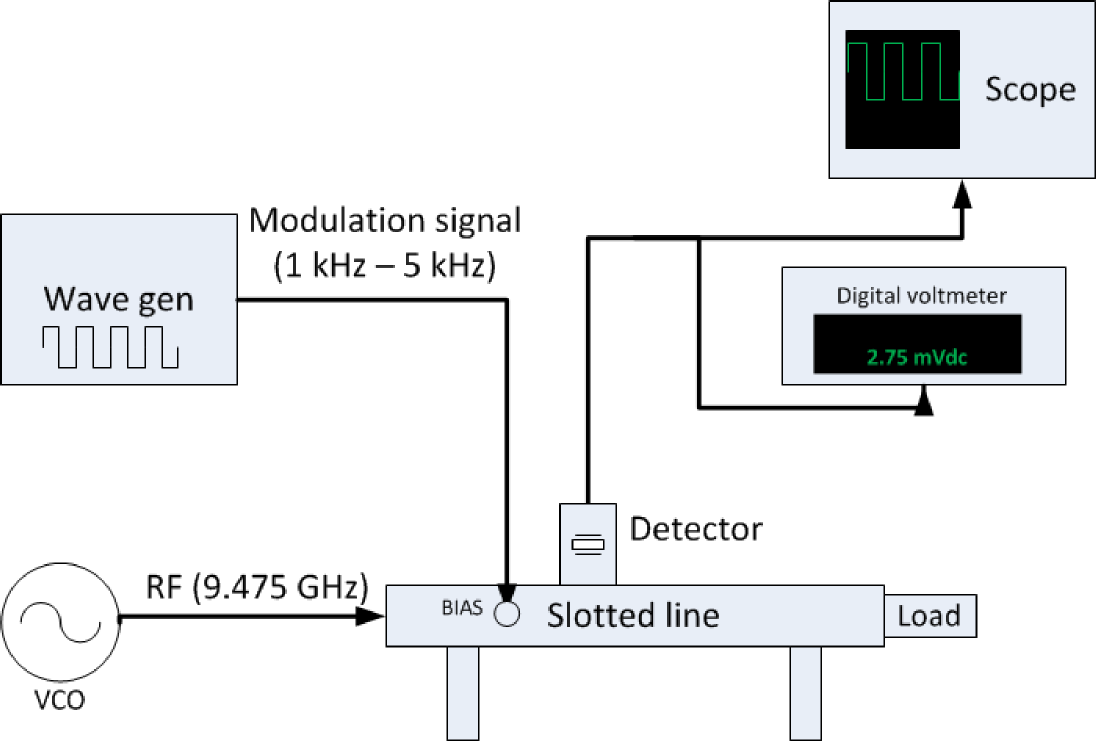 Scope
Modulation signal
(1 kHz – 5 kHz)
Wave gen
Digital voltmeter
2.75 mVdc
Detector
RF (9.475 GHz)
BIAS
Slotted line
Load
VCO